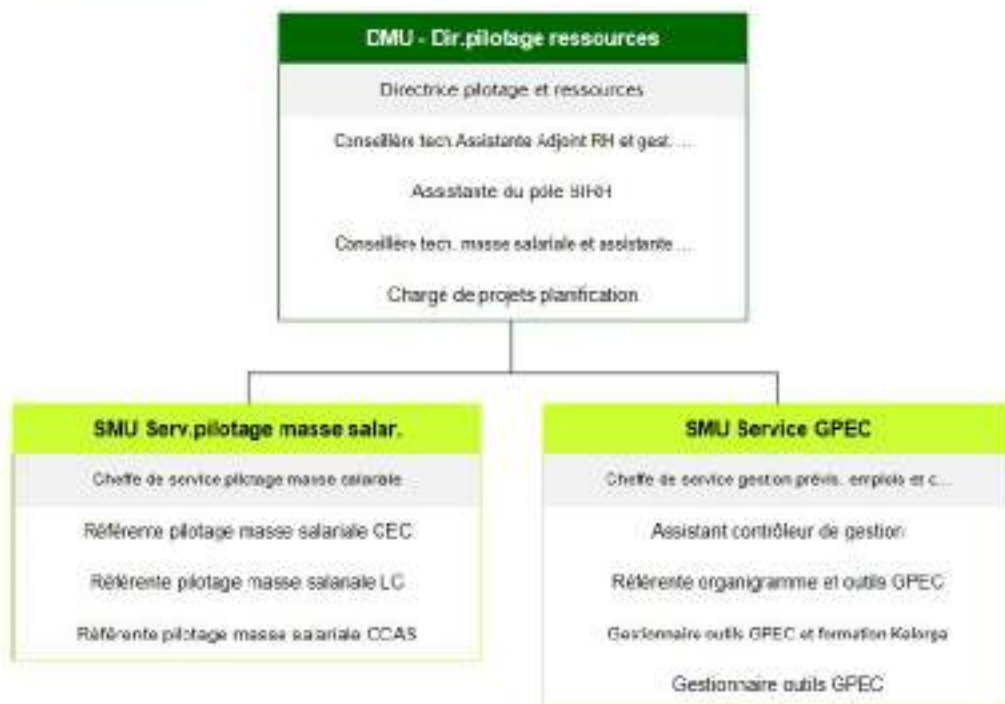 DMU - Dir.pilotage ressources
Directrice pilotage et ressources
Conseillère tech.Assistante Adjoint RH et gest. ...
Assistante du pôle SIRH
Conseillère tech. masse salariale et assistante ...
Chargé de projets planification
SMU Serv.pilotage masse salar.
Cheffe de service pilotage masse salariale
Référente pilotage masse salariale CEC
Référente pilotage masse salariale LC
Référente pilotage masse salariale CCAS
SMU Service GPEC
Cheffe de service gestion prévis. emplois et c...
Assistant contrôleur de gestion
Référente organigramme et outils GPEC
Gestionnaire outils GPEC et formation Kelorga
Gestionnaire outils GPEC